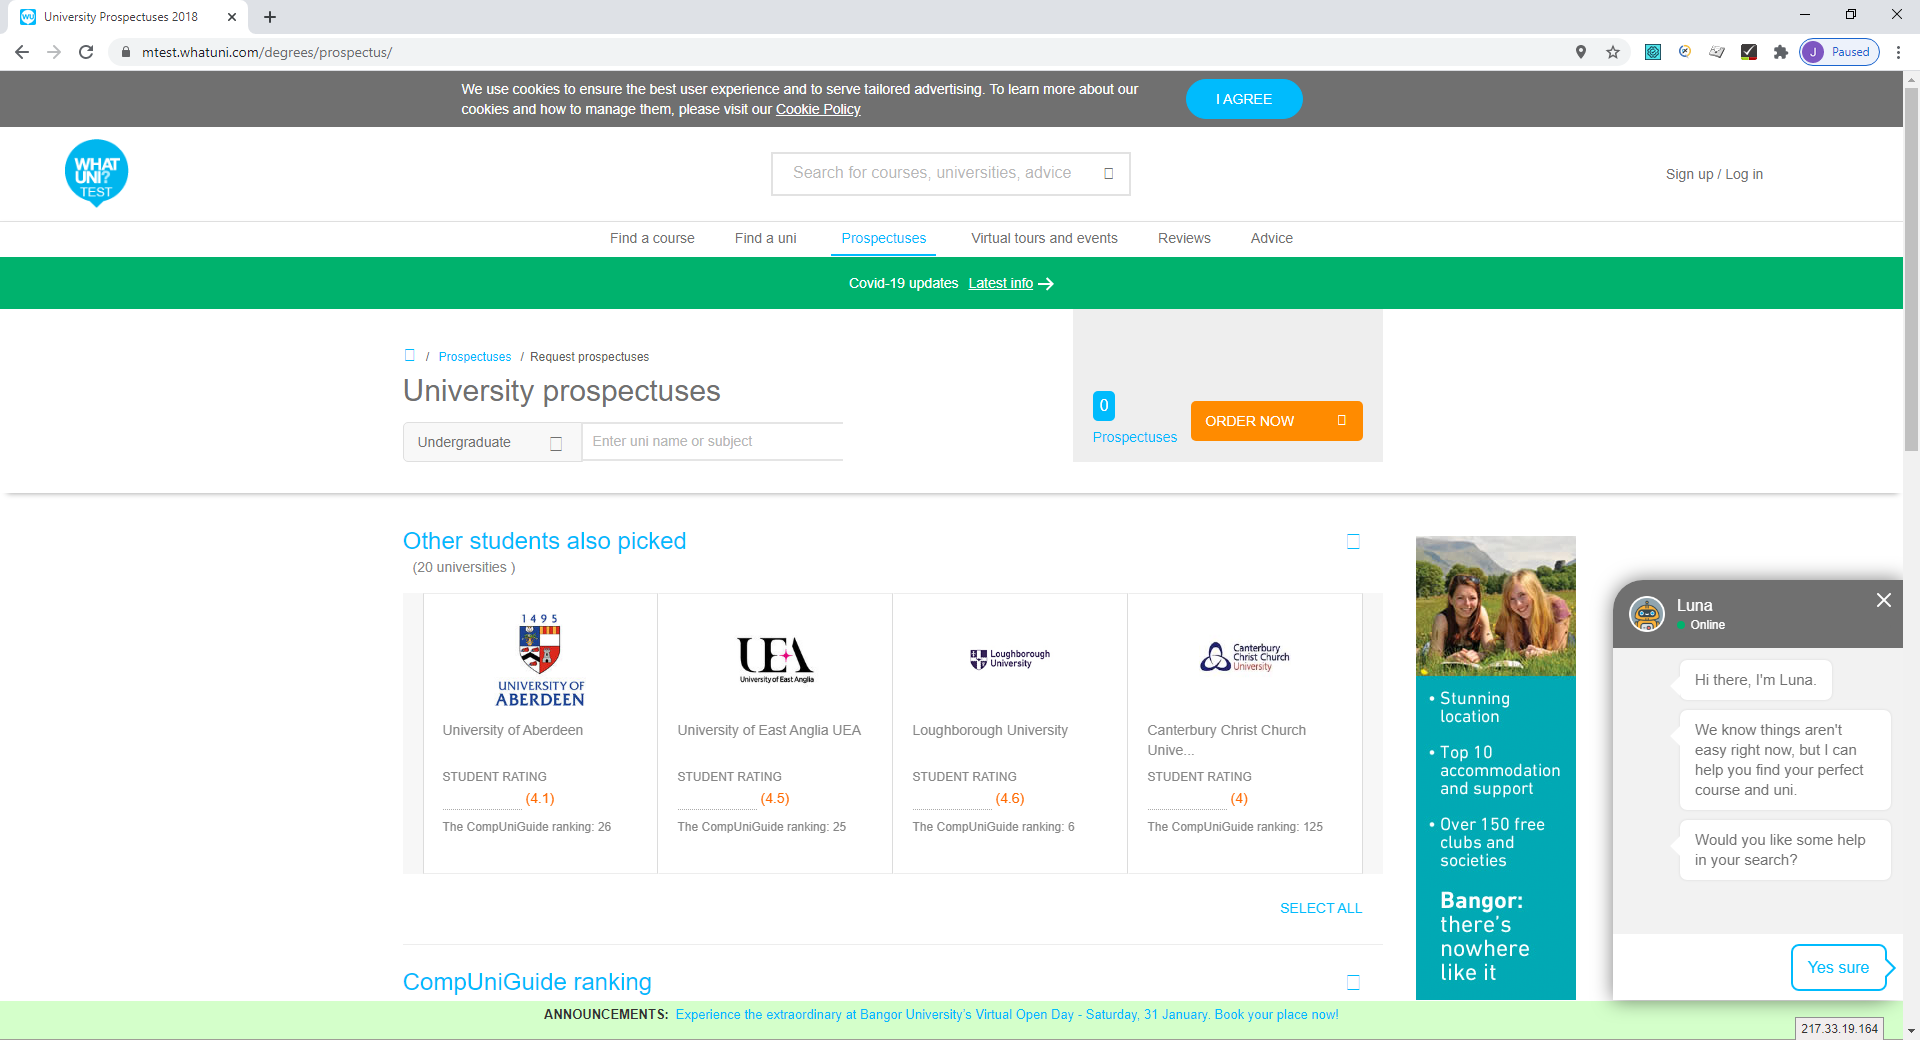 University Prospectuses 2018
mtest.whatuni.com/degrees/prospectus/
J Paused
We use cookies to ensure the best user experience and to serve tailored advertising. To learn more about our
cookies and how to manage them, please visit our Cookie Policy
I AGREE
WHAT
UNI?
TEST
Search for courses, universities, advice
Sign up / Log in
Find a course
Find a uni
Prospectuses
Virtual tours and events
Reviews
Advice
Covid-19 updates Latest info
/ Prospectuses / Request prospectuses
University prospectuses
Undergraduate
Enter uni name or subject
0
Prospectuses
ORDER NOW
Other students also picked
(20 universities )
1495
UNIVERSITY OF
ABERDEEN
University of Aberdeen
STUDENT RATING
(4.1)
The CompUniGuide ranking: 26
UEA
University of East Anglia
University of East Anglia UEA
STUDENT RATING
(4.5)
The CompUniGuide ranking: 25
Loughborough
University
Loughborough University
STUDENT RATING
(4.6)
The CompUniGuide ranking: 6
Canterbury
Christ Church
University
Canterbury Christ Church
Unive...
STUDENT RATING
(4)
The CompUniGuide ranking: 125
SELECT ALL
CompUniGuide ranking
• Stunning
location
• Top 10
accommodation
and support
• Over 150 free
clubs and
societies
Bangor:
there's
nowhere
like it
Luna
Online
Hi there, I'm Luna.
We know things aren't
easy right now, but I can
help you find your perfect
course and uni.
Would you like some help
in your search?
Yes sure
ANNOUNCEMENTS: Experience the extraordinary at Bangor University's Virtual Open Day - Saturday, 31 January. Book your place now!
217.33.19.164